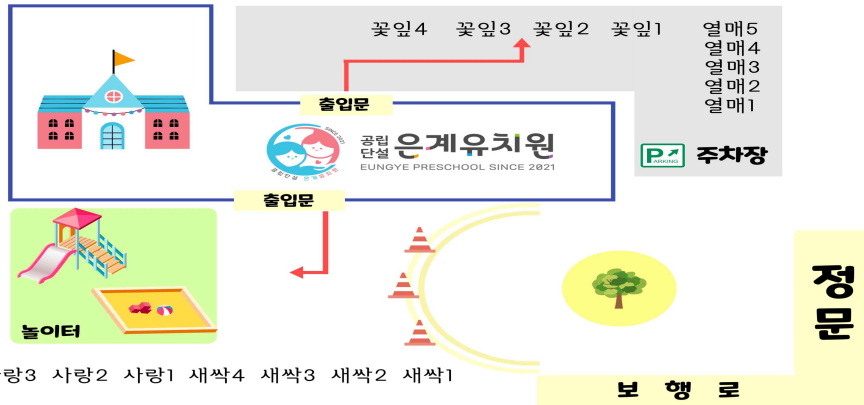 꽃잎4 꽃잎3 꽃잎2 꽃잎1 열매5
열매4
열매3
열매2
열매1
출입문
공립단설 은계유치원
EUNGYE PRESCHOOL SINCE 2021
P PARKING 주차장
출입문
놀이터
정문
랑3 사랑2 사랑1 새싹4 새싹3 새싹2 새싹1
보행로